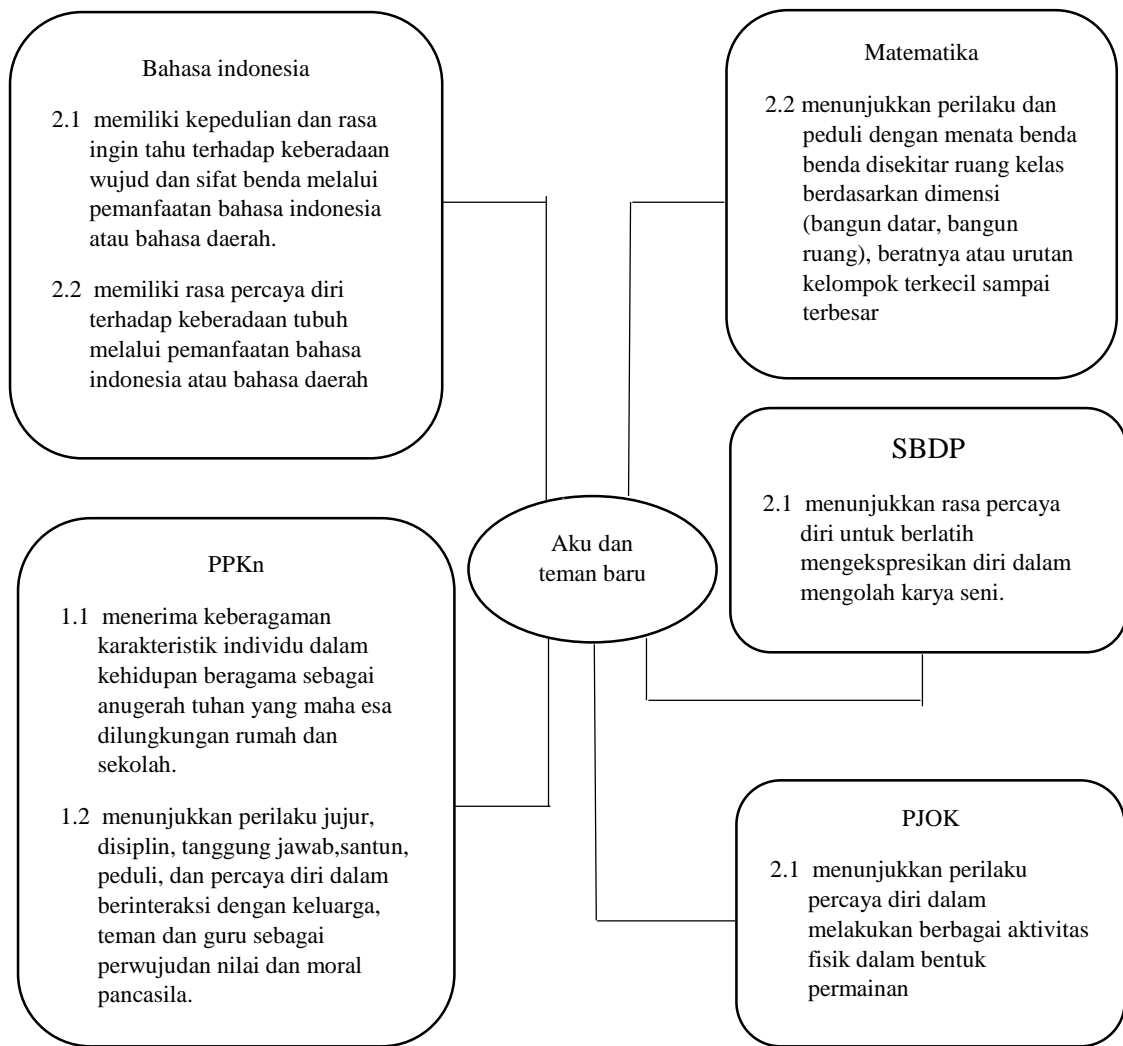 Bahasa indonesia
2.1 memiliki kepedulian dan rasa
ingin tahu terhadap keberadaan
wujud dan sifat benda melalui
pemanfaatan bahasa indonesia
atau bahasa daerah.
2.2 memiliki rasa percaya diri
terhadap keberadaan tubuh
melalui pemanfaatan bahasa
indonesia atau bahasa daerah
Matematika
2.2 menunjukkan perilaku dan
peduli dengan menata benda
benda disekitar ruang kelas
berdasarkan dimensi
(bangun datar, bangun
ruang), beratnya atau urutan
kelompok terkecil sampai
terbesar
SBDP
2.1 menunjukkan rasa percaya
diri untuk berlatih
mengekspresikan diri dalam
mengolah karya seni.
Aku dan
teman baru
PPKn
1.1 menerima keberagaman
karakteristik individu dalam
kehidupan beragama sebagai
anugerah tuhan yang maha esa
dilungkungan rumah dan
sekolah.
1.2 menunjukkan perilaku jujur,
disiplin, tanggung jawab,santun,
peduli, dan percaya diri dalam
berinteraksi dengan keluarga,
teman dan guru sebagai
perwujudan nilai dan moral
pancasila.
PJOK
2.1 menunjukkan perilaku
percaya diri dalam
melakukan berbagai aktivitas
fisik dalam bentuk
permainan